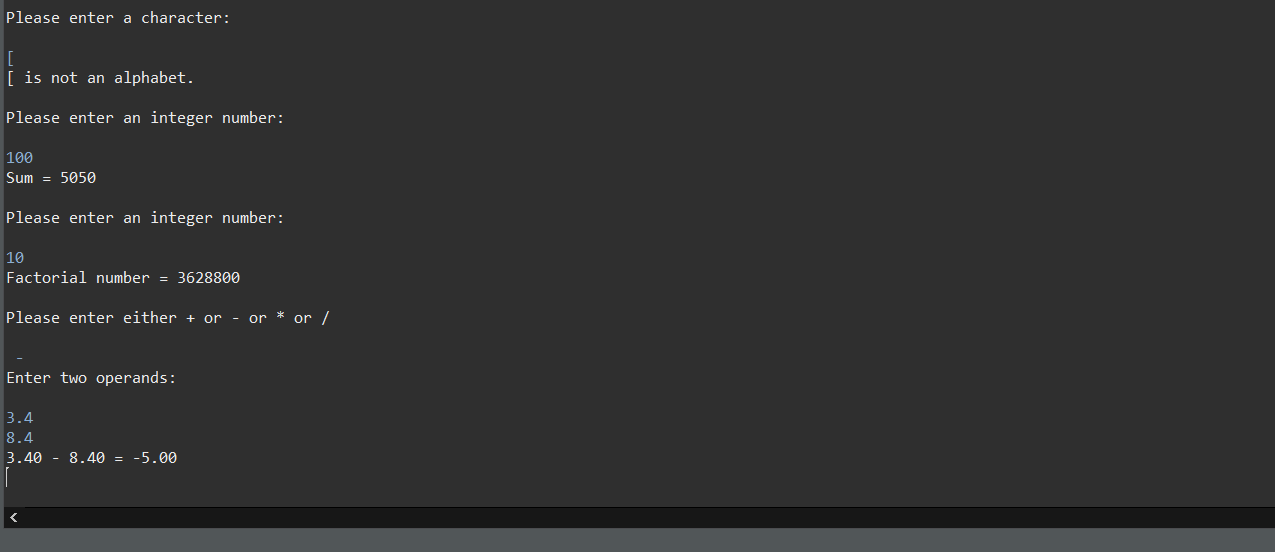 Please enter a character:
[
[ is not an alphabet.
Please enter an integer number:
100
Sum = 5050
Please enter an integer number:
10
Factorial number = 3628800
Please enter either + or - or * or /
-
Enter two operands:
3.4
8.4
3.40 - 8.40 = -5.00